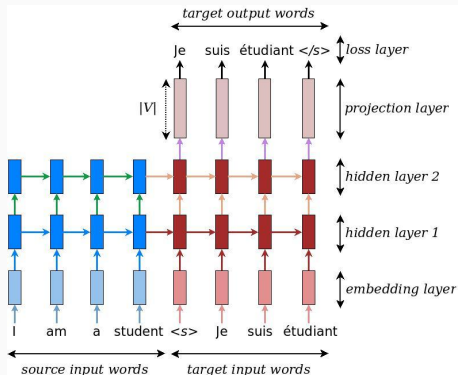 target output words
Je suis étudiant </s> loss layer
|V| projection layer
hidden layer 2
hidden layer 1
embedding layer
I am a student <s> Je suis étudiant
source input words target input words